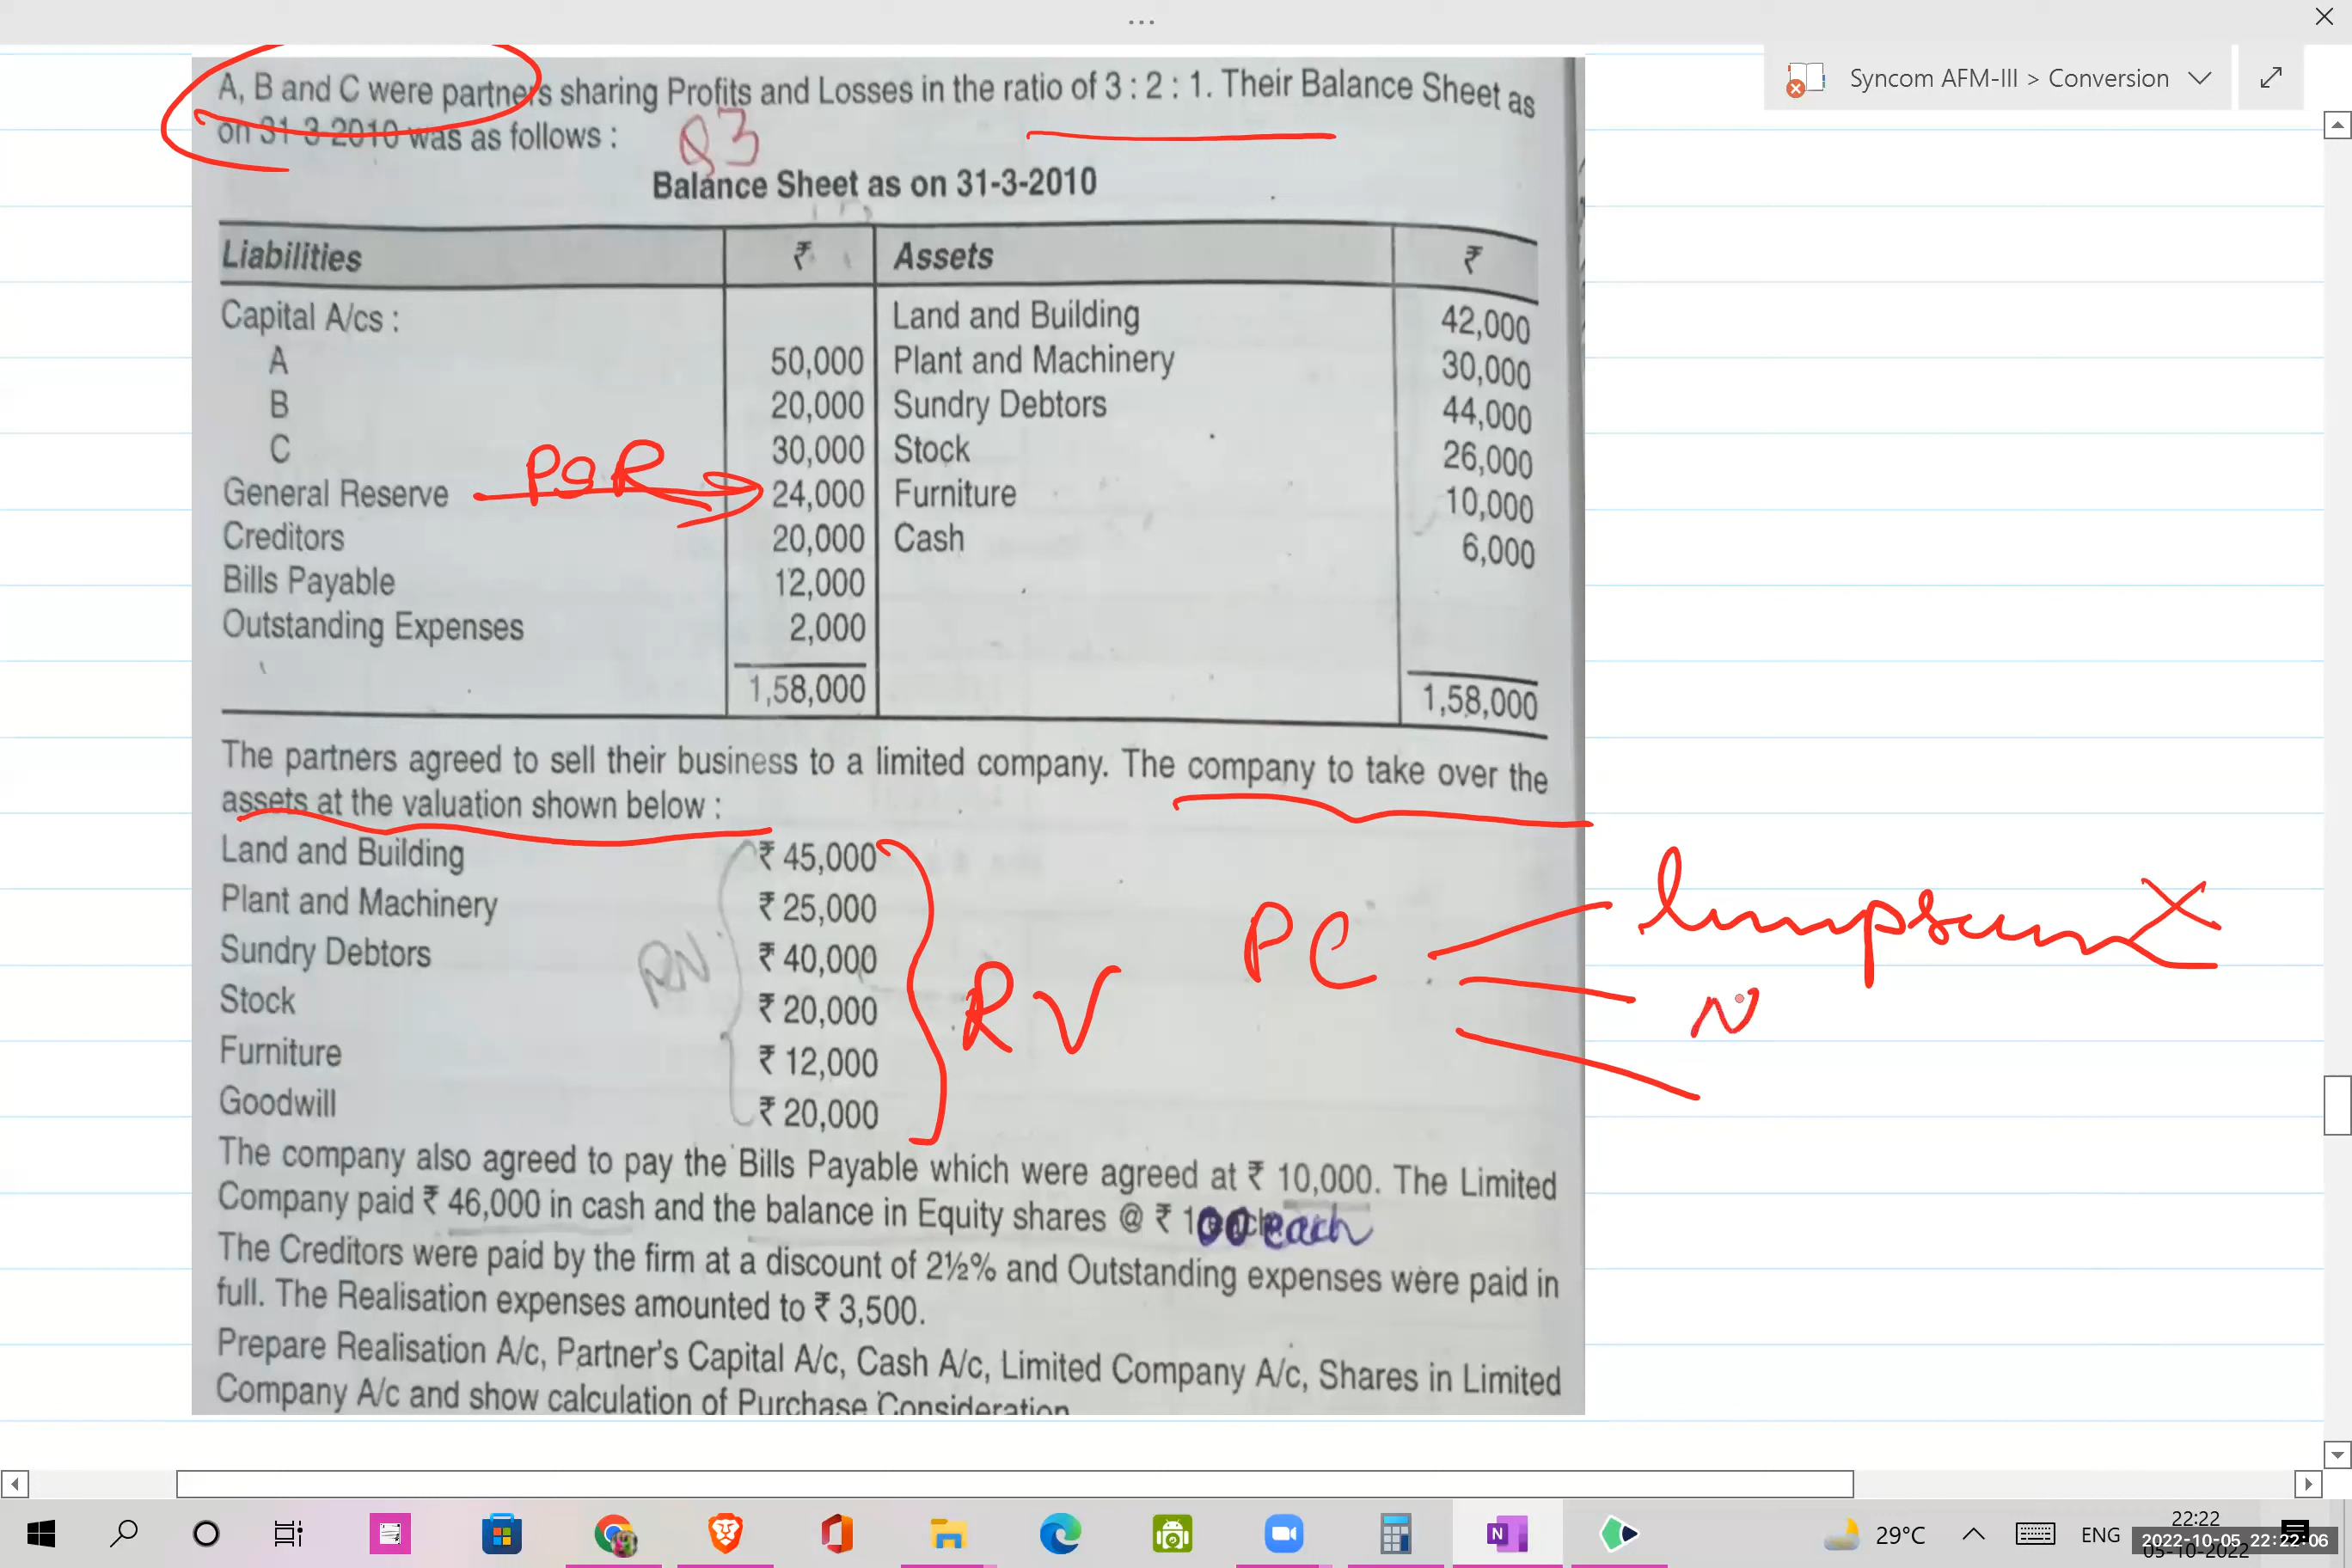 ...
Syncom AFM-III > Conversion
A, B and C were partners sharing Profits and Losses in the ratio of 3 : 2 : 1. Their Balance Sheet as
on 31-3-2010 was as follows :
Q3
Balance Sheet as on 31-3-2010
Liabilities ₹ Assets ₹
Capital A/cs : Land and Building 42,000
A 50,000 Plant and Machinery 30,000
B 20,000 Sundry Debtors 44,000
C 30,000 Stock 26,000
General Reserve PSR 24,000 Furniture 10,000
Creditors 20,000 Cash 6,000
Bills Payable 12,000
Outstanding Expenses 2,000
1,58,000 1,58,000
The partners agreed to sell their business to a limited company. The company to take over the
assets at the valuation shown below :
Land and Building ₹ 45,000
Plant and Machinery ₹ 25,000
Sundry Debtors ₹ 40,000
Stock ₹ 20,000
Furniture ₹ 12,000
Goodwill ₹ 20,000
RV
PC
lumpsum X
N
The company also agreed to pay the Bills Payable which were agreed at ₹ 10,000. The Limited
Company paid ₹ 46,000 in cash and the balance in Equity shares @ ₹ 100 each
The Creditors were paid by the firm at a discount of 2½% and Outstanding expenses were paid in
full. The Realisation expenses amounted to ₹ 3,500.
Prepare Realisation A/c, Partner's Capital A/c, Cash A/c, Limited Company A/c, Shares in Limited
Company A/c and show calculation of Purchase Consideration
29°C
ENG
22:22
05-10-2022
2022-10-05_22:22:06